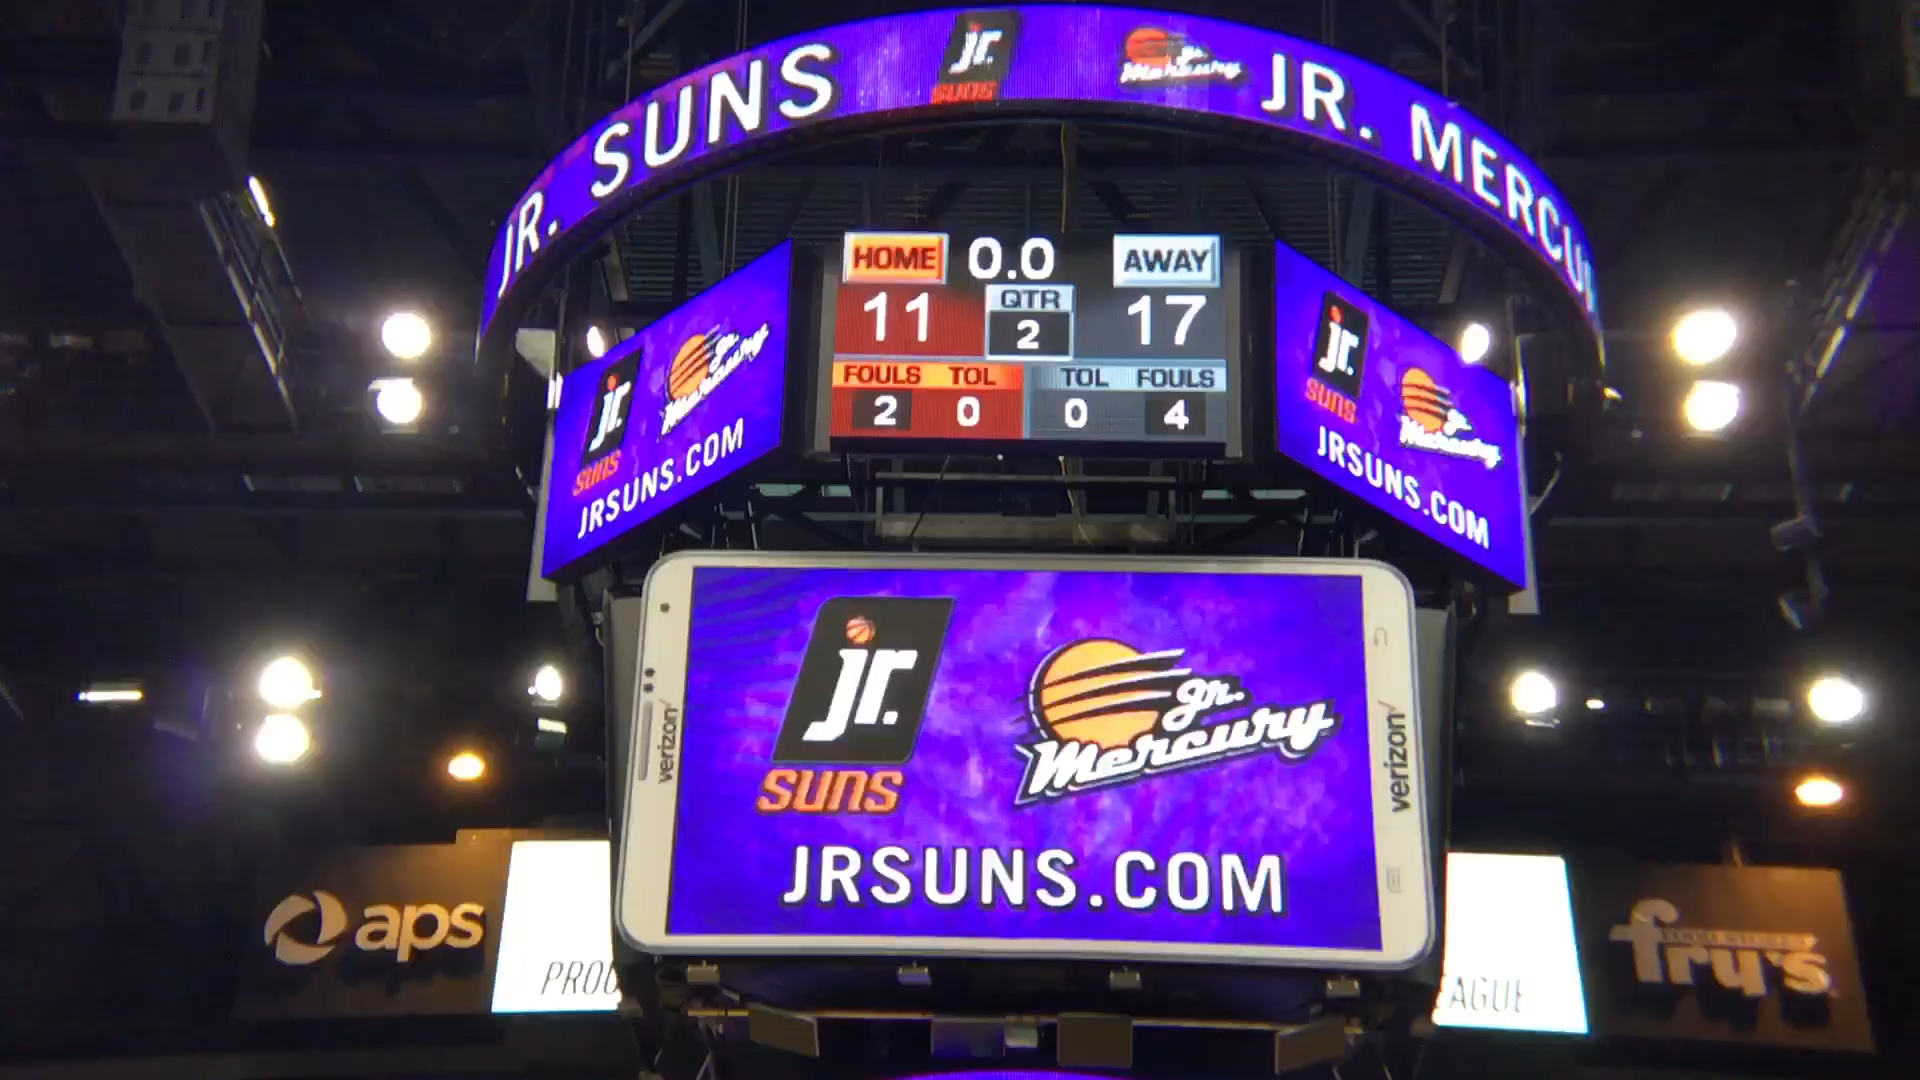 JR. SUNS
jr.
SUNS
jr.
Mercury
JR. MERCU
HOME
0.0
AWAY
11
QTR
2
17
FOULS TOL
TOL FOULS
2 0
0 4
jr.
suns
jr.
Mercury
JRSUNS.COM
jr.
suns
jr.
Mercury
JRSUNS.COM
verizon
jr.
suns
jr.
Mercury
JRSUNS.COM
verizon
aps
PROU
AGUE
fry's